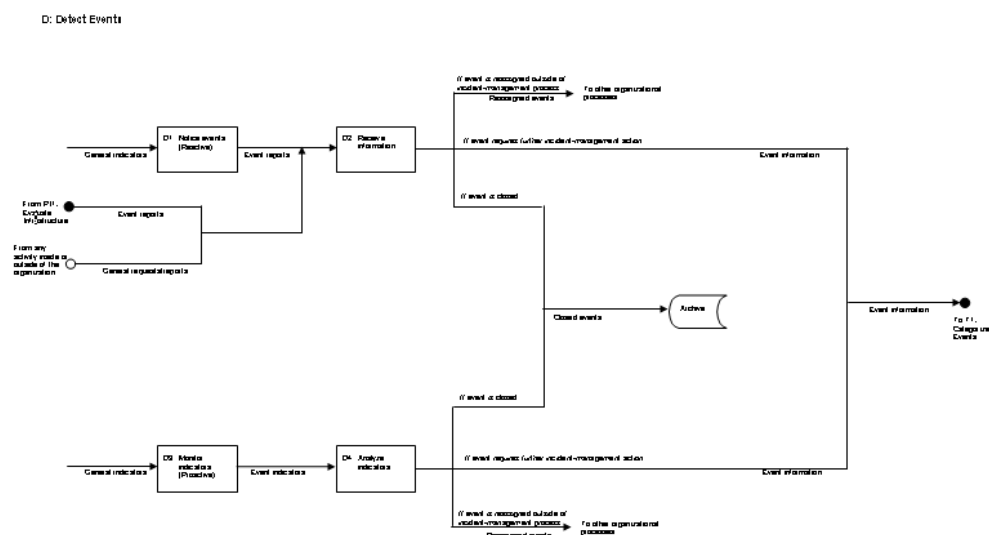 D: Detect Events
If event is reassigned outside of
incident-management process
Reassigned events
To other organizational
processes
D1 Notice events
(Reactive)
D2 Receive
information
If event requires further incident-management action
General indicators
Event reports
Event information
If event is closed
From PI1:
Evaluate
Infrastructure
Event reports
From any
activity inside or
outside of the
organization
General requests/reports
Archive
Closed events
Event information
To T1:
Categorize
Events
If event is closed
D3 Monitor
indicators
(Proactive)
D4 Analyze
indicators
If event requires further incident-management action
General indicators
Event indicators
Event information
If event is reassigned outside of
incident-management process
To other organizational
processes